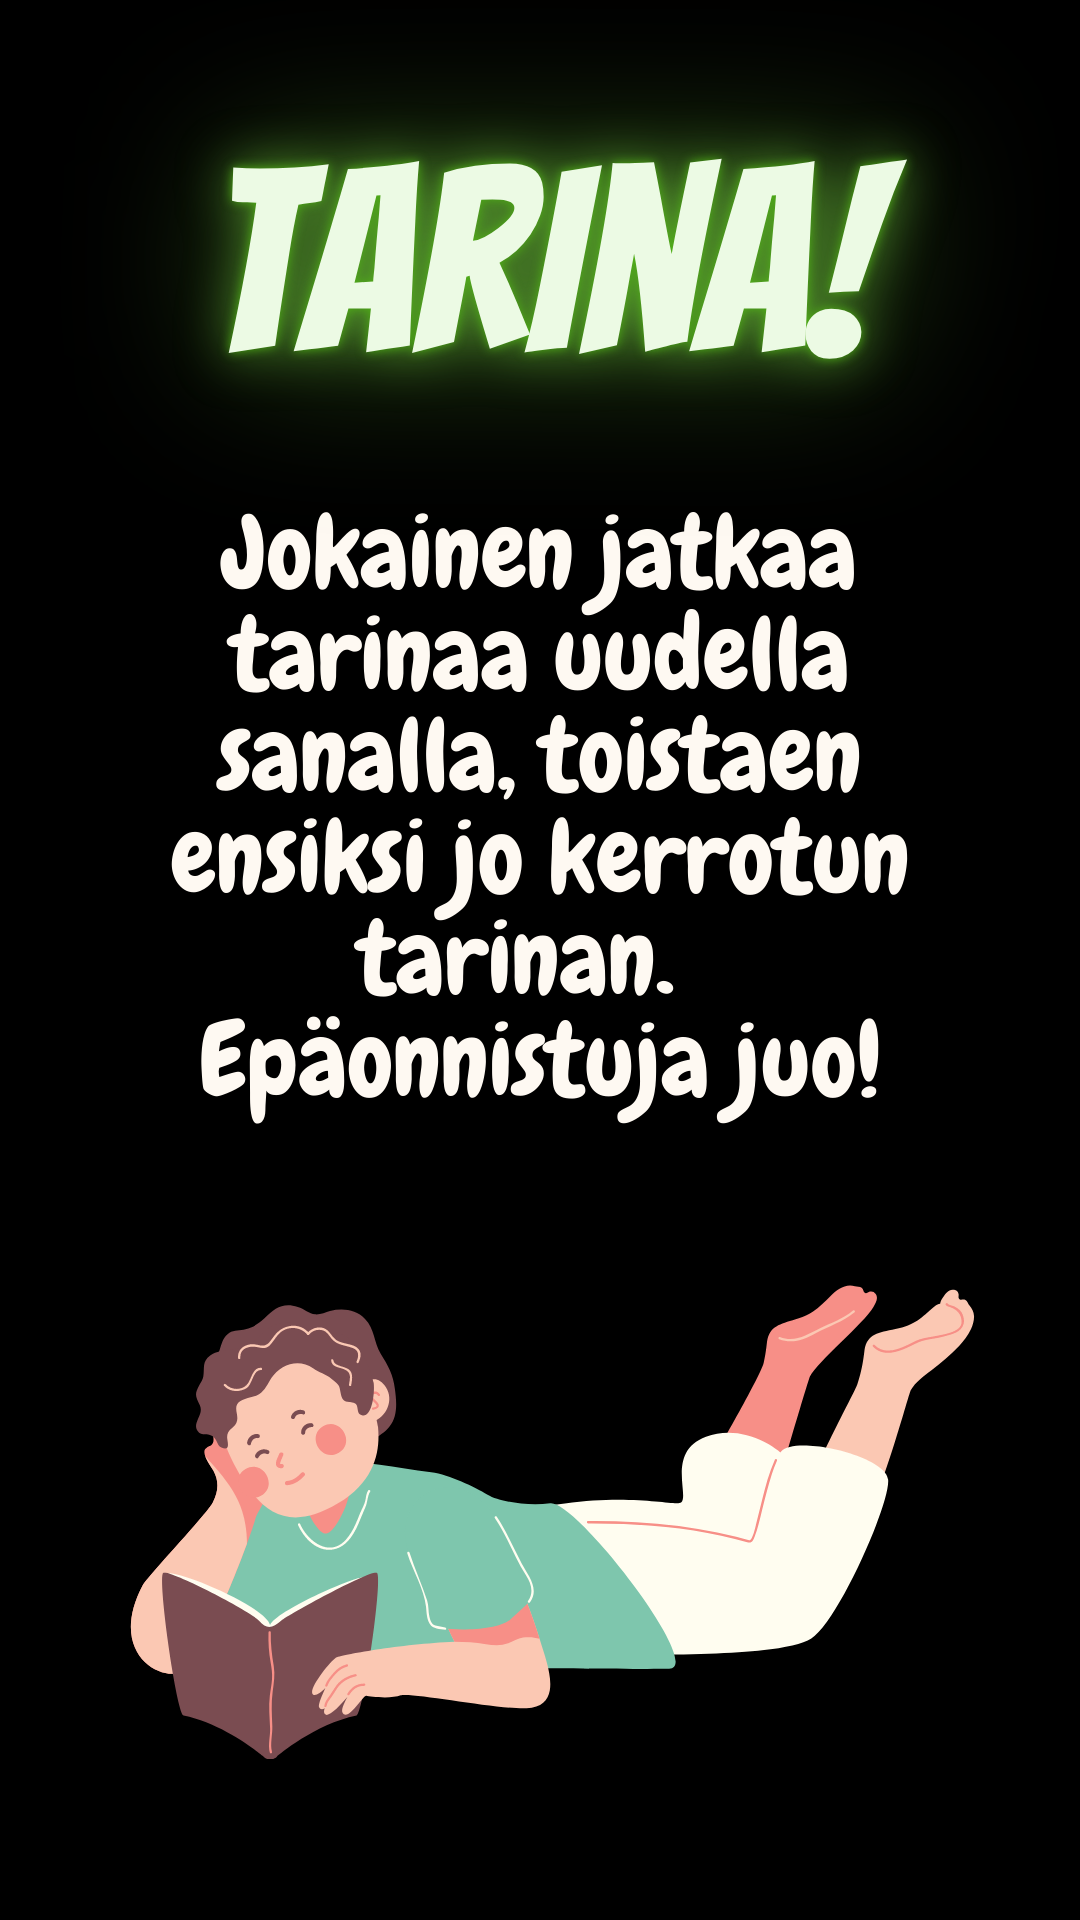 TARINA!
Jokainen jatkaa
tarinaa uudella
sanalla, toistaen
ensiksi jo kerrotun
tarinan.
Epäonnistuja juo!